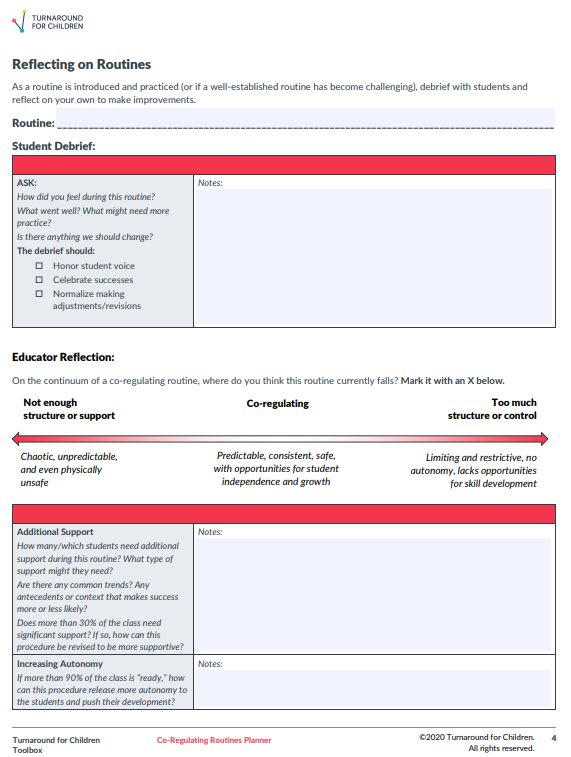 TURNAROUND
FOR CHILDREN
Reflecting on Routines
As a routine is introduced and practiced (or if a well-established routine has become challenging), debrief with students and
reflect on your own to make improvements.
Routine:
Student Debrief:
ASK:
How did you feel during this routine?
What went well? What might need more
practice?
Is there anything we should change?
The debrief should:
Honor student voice
Celebrate successes
Normalize making
adjustments/revisions
Notes:
Educator Reflection:
On the continuum of a co-regulating routine, where do you think this routine currently falls? Mark it with an X below.
Not enough
structure or support
Co-regulating
Too much
structure or control
Chaotic, unpredictable,
and even physically
unsafe
Predictable, consistent, safe,
with opportunities for student
independence and growth
Limiting and restrictive, no
autonomy, lacks opportunities
for skill development
Additional Support
How many/which students need additional
support during this routine? What type of
support might they need?
Are there any common trends? Any
antecedents or context that makes success
more or less likely?
Does more than 30% of the class need
significant support? If so, how can this
procedure be revised to be more supportive?
Notes:
Increasing Autonomy
If more than 90% of the class is "ready," how
can this procedure release more autonomy to
the students and push their development?
Notes:
Turnaround for Children
Toolbox
Co-Regulating Routines Planner
©2020 Turnaround for Children.
All rights reserved.
4